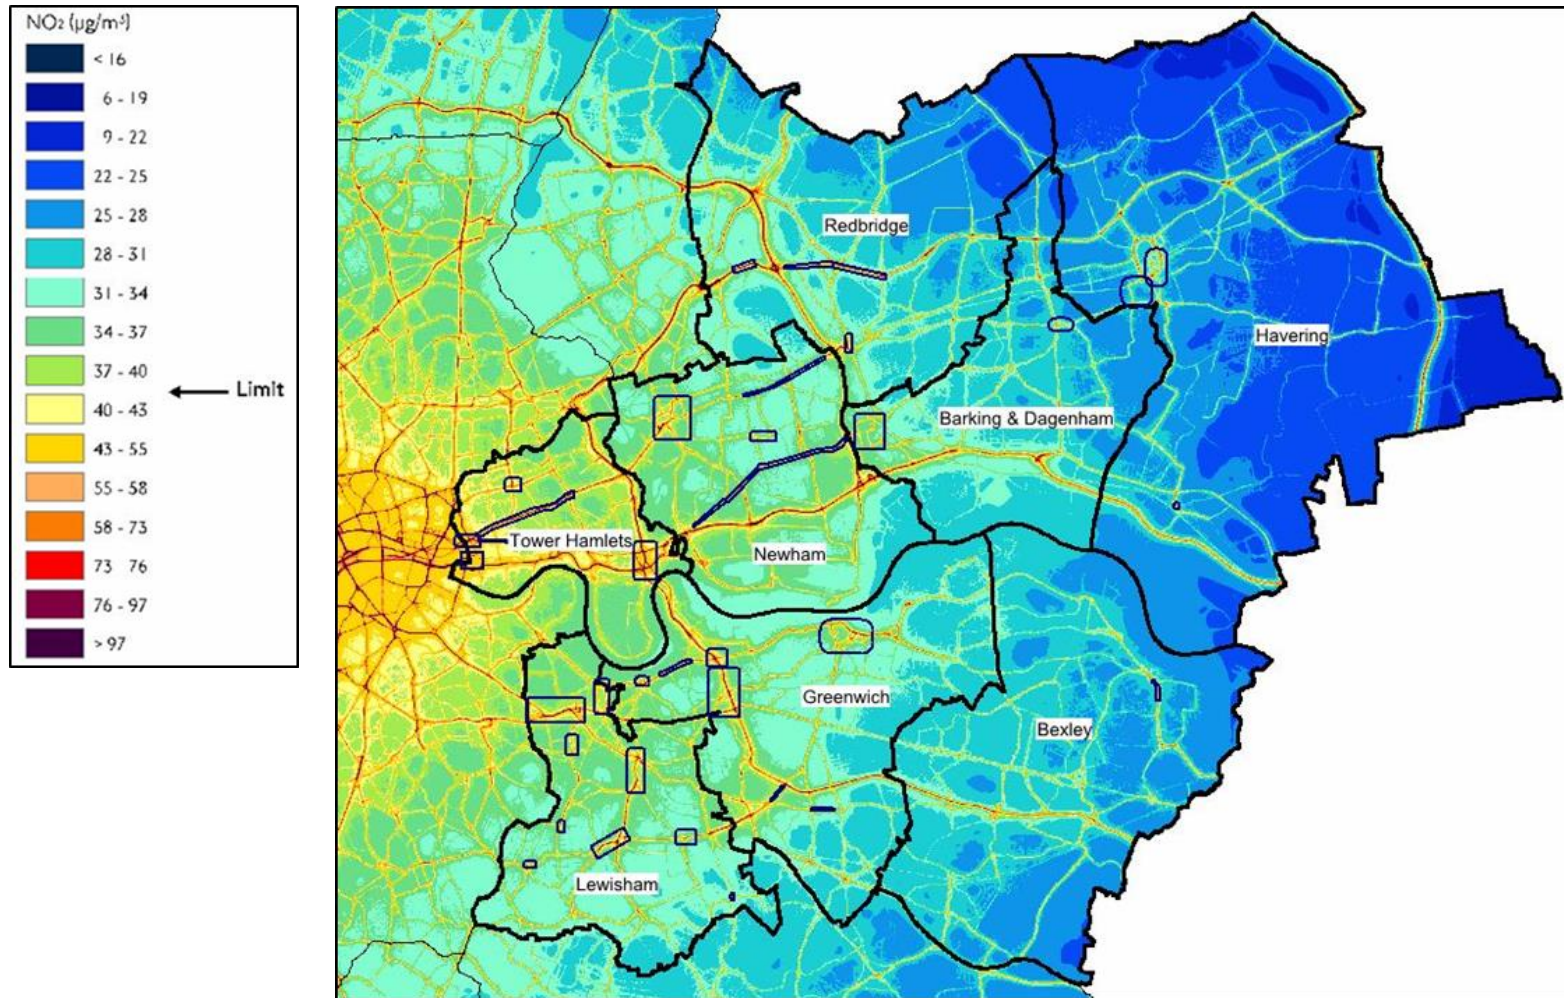 NO₂ (µg/m³)
< 16
6 - 19
9 - 22
22 - 25
25 - 28
28 - 31
31 - 34
34 - 37
37 - 40
Limit
40 - 43
43 - 55
55 - 58
58 - 73
73 76
76 - 97
> 97
Redbridge
Havering
Barking & Dagenham
Tower Hamlets
Newham
Greenwich
Bexley
Lewisham